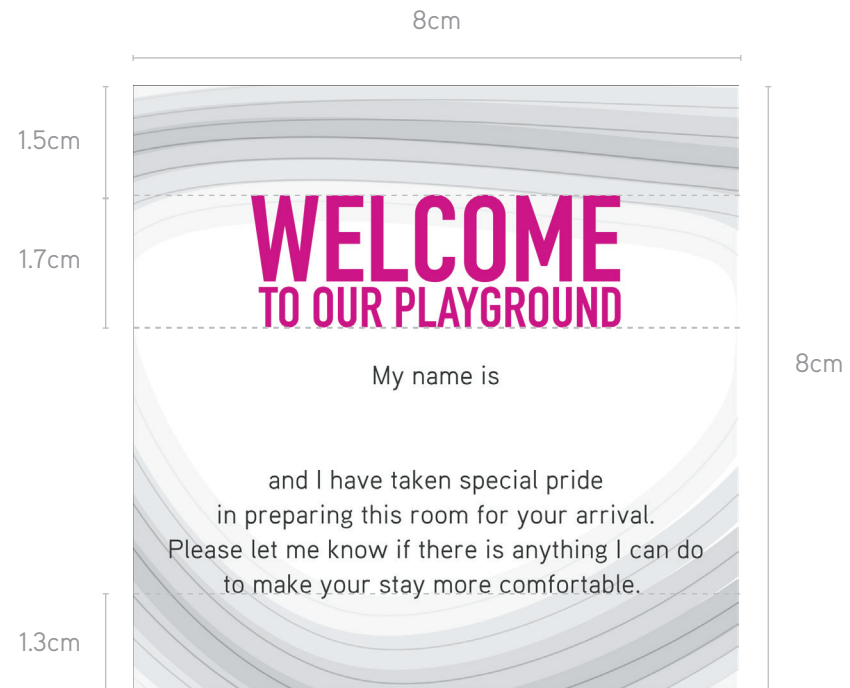 8cm
1.5cm
WELCOME
1.7cm
TO OUR PLAYGROUND
8cm
My name is
and I have taken special pride
in preparing this room for your arrival.
Please let me know if there is anything I can do
to make your stay more comfortable.
1.3cm